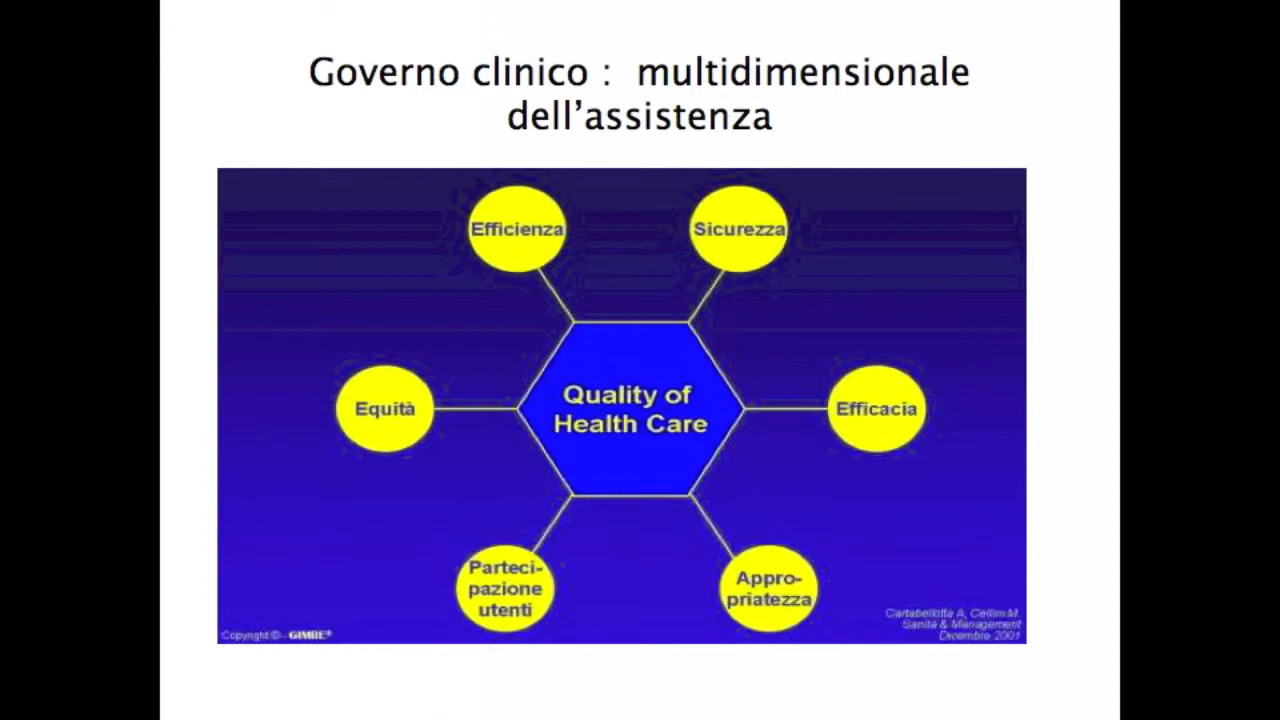 Governo clinico : multidimensionale
dell’assistenza
Efficienza
Sicurezza
Equità
Quality of
Health Care
Efficacia
Parteci-
pazione
utenti
Appro-
priatezza
Copyright © - GIMBE®
Cartabellotta A, Cellini M.
Sanità & Management
Dicembre 2001